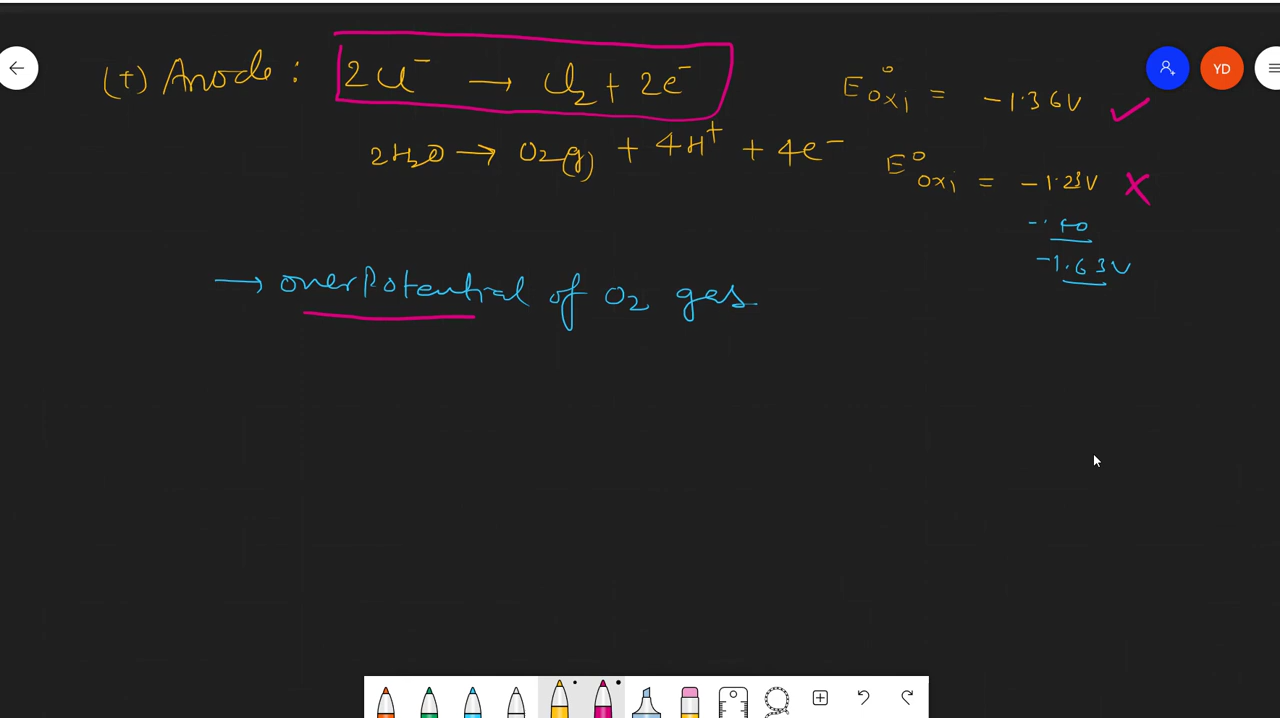 (+) Anode : 2Cl⁻ → Cl₂ + 2e⁻ E°oxi = -1.36V ✓
YD
2H₂O → O₂(g) + 4H⁺ + 4e⁻ E°oxi = -1.23V ✗
-.40
-1.63V
→ overPotential of O₂ gas